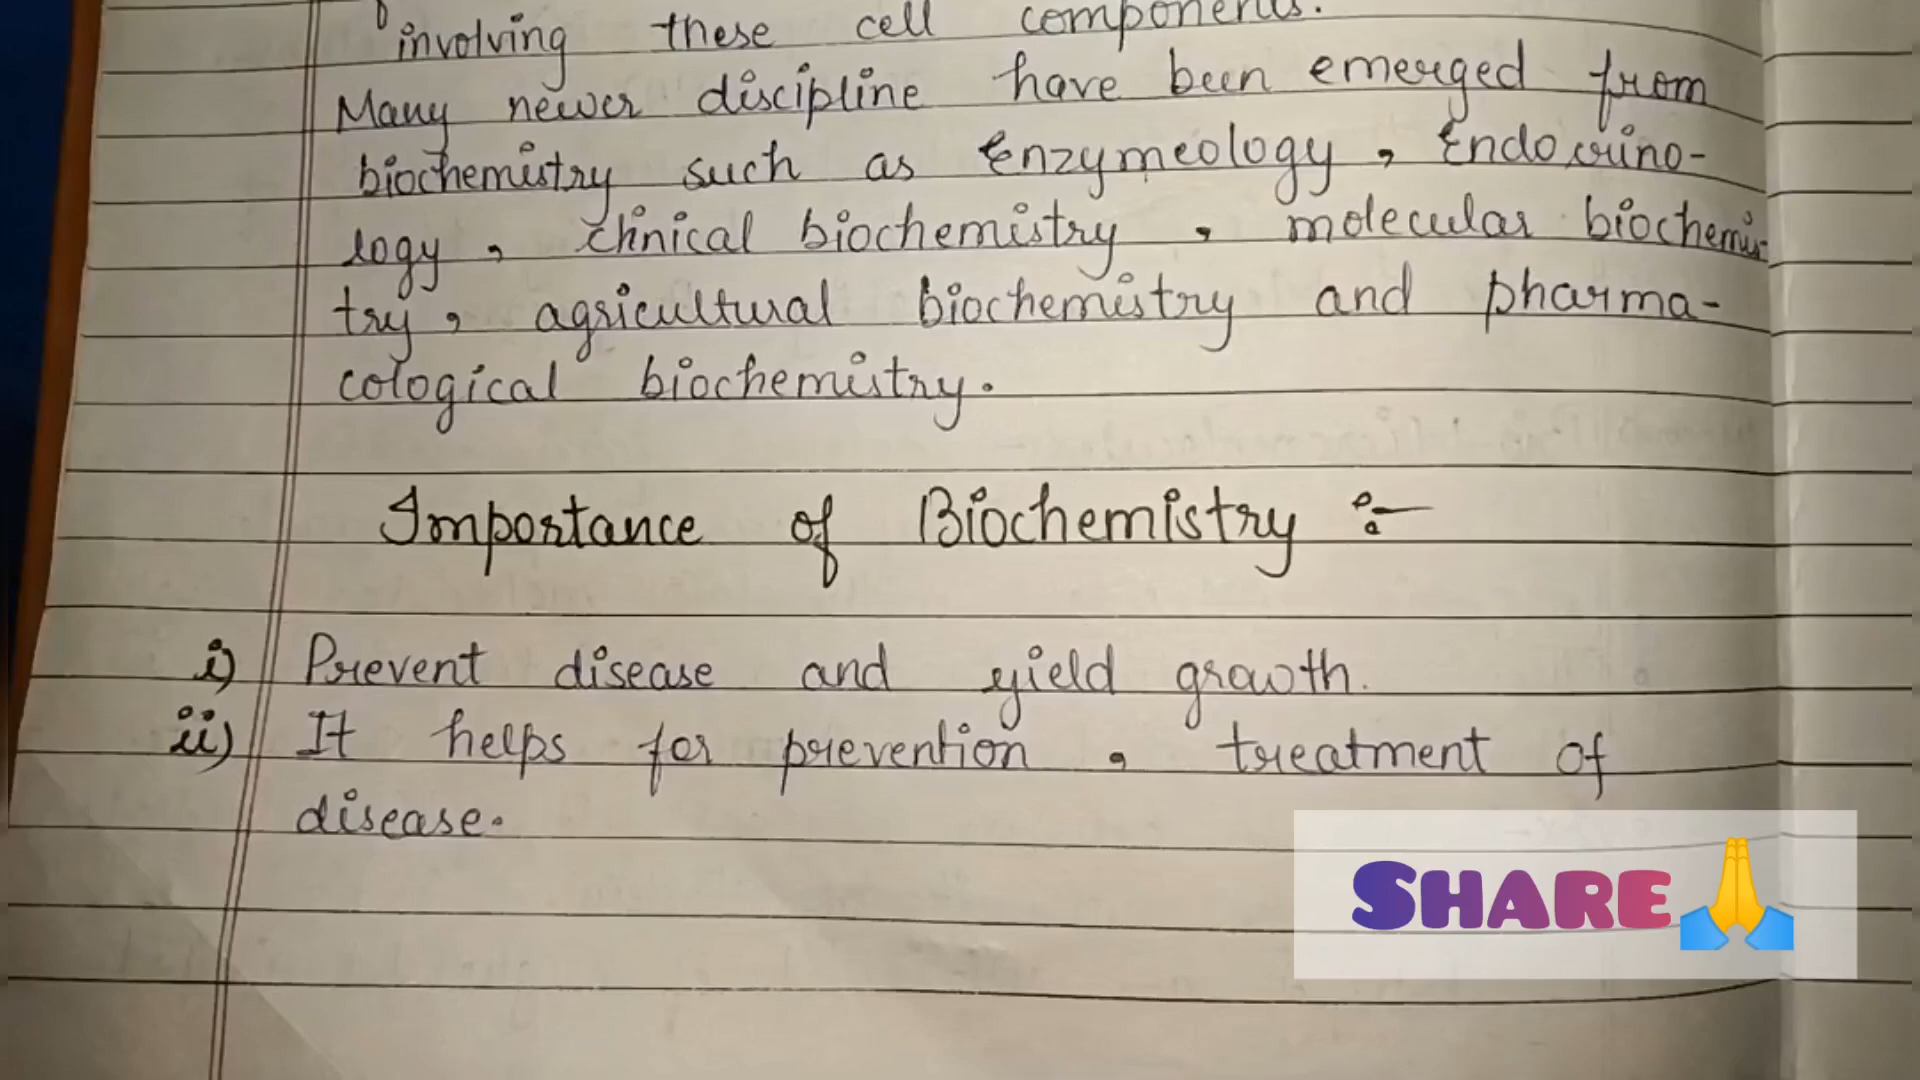 involving these cell components.
Many newer discipline have been emerged from
biochemistry such as Enzymeology, Endocrino-
logy, clinical biochemistry, molecular biochemis
try, agricultural biochemistry and pharma-
cological biochemistry.
Importance of Biochemistry :-
i) Prevent disease and yield growth.
ii) It helps for prevention, treatment of
disease.
SHARE🙏